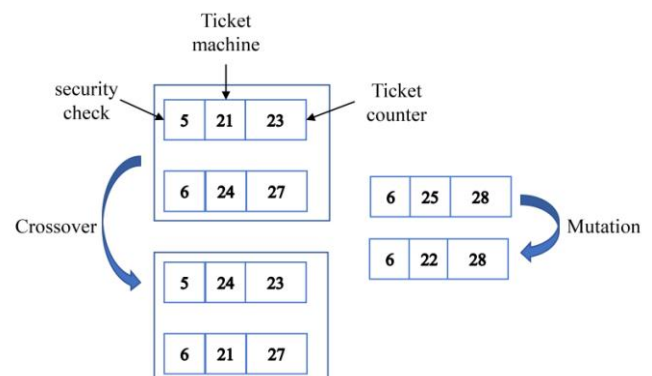 Ticket
machine
security
check
Ticket
counter
5 21 23
6 24 27
Crossover
5 24 23
6 21 27
6 25 28
6 22 28
Mutation